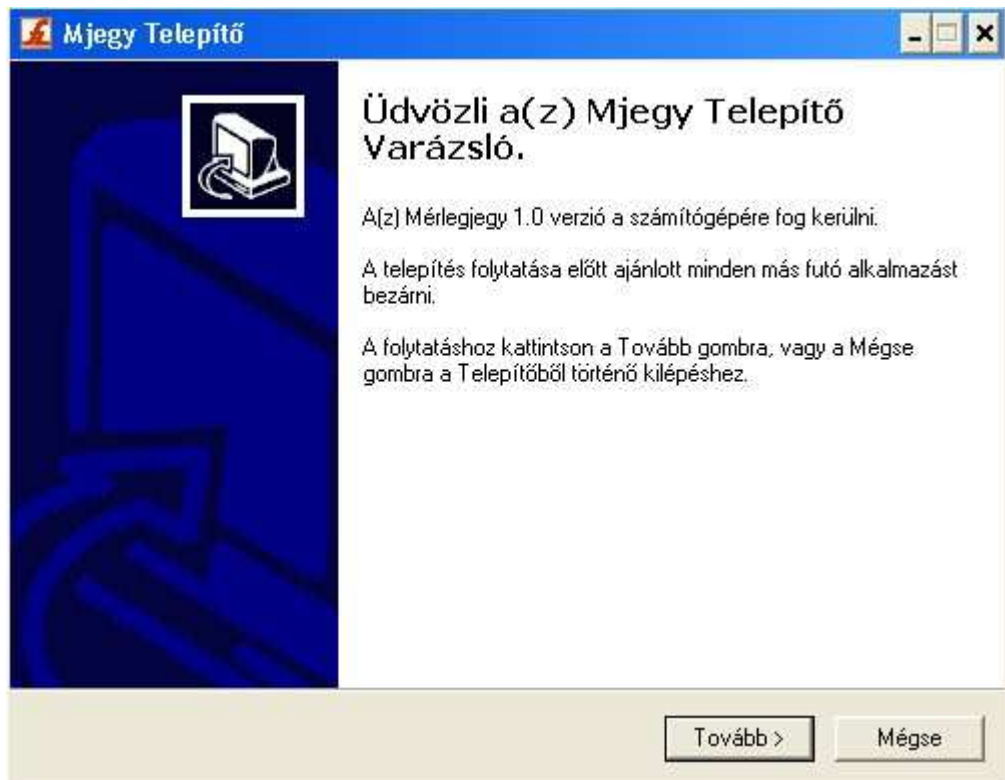 Mjegy Telepítő
Üdvözli a(z) Mjegy Telepítő
Varázsló.
A(z) Mérlegjegy 1.0 verzió a számítógépére fog kerülni.
A telepítés folytatása előtt ajánlott minden más futó alkalmazást
bezárni.
A folytatáshoz kattintson a Tovább gombra, vagy a Mégse
gombra a Telepítőből történő kilépéshez.
Tovább > Mégse